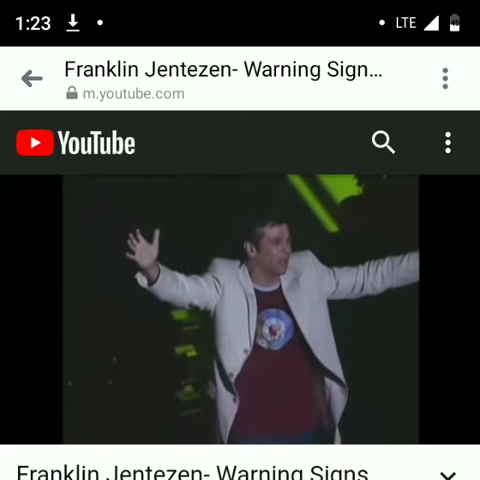 1:23 LTE
Franklin Jentezen- Warning Sign...
m.youtube.com
YouTube
Franklin Jentezen- Warning Signs